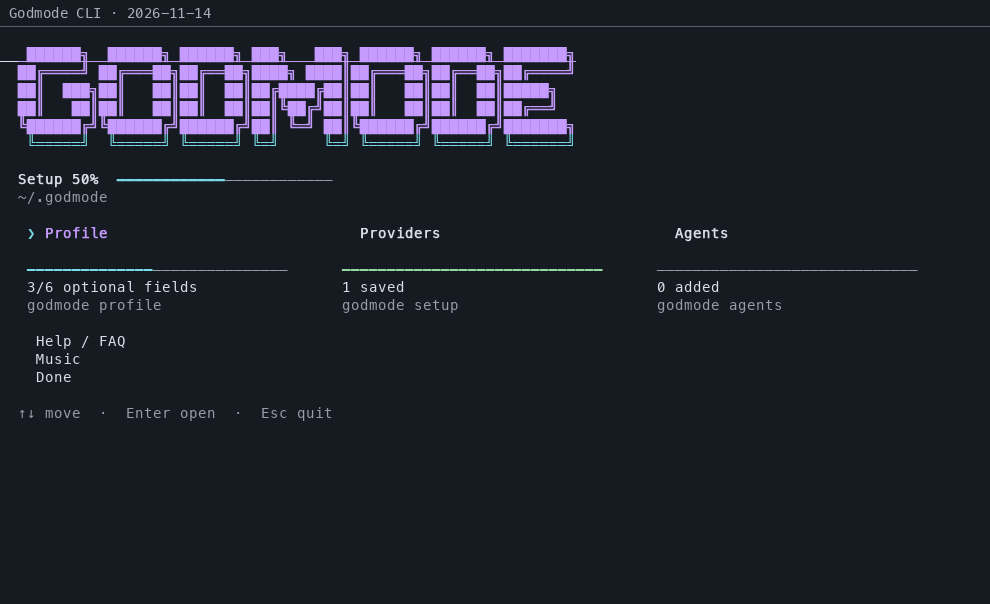 Godmode CLI · 2026-11-14
GODMODE
Setup 50%
~/.godmode
❯ Profile Providers Agents
3/6 optional fields 1 saved 0 added
godmode profile godmode setup godmode agents
Help / FAQ
Music
Done
↑↓ move · Enter open · Esc quit